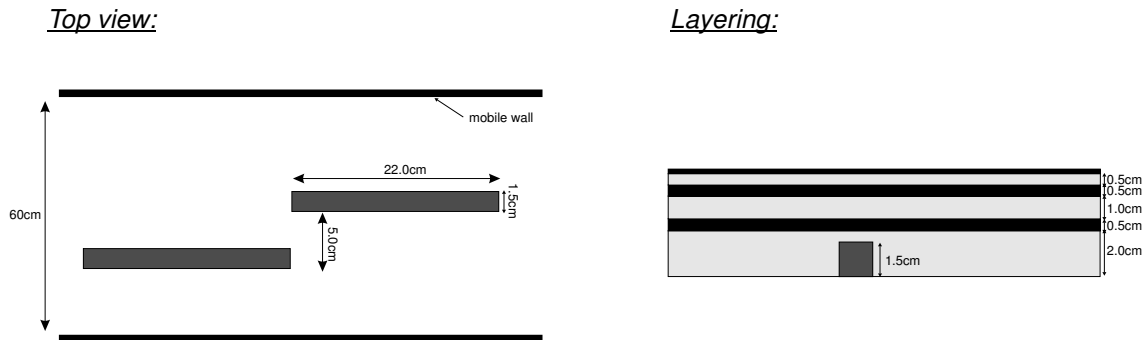 Top view:
Layering:
mobile wall
22.0cm
1.5cm
60cm
5.0cm
0.5cm
0.5cm
1.0cm
0.5cm
2.0cm
1.5cm